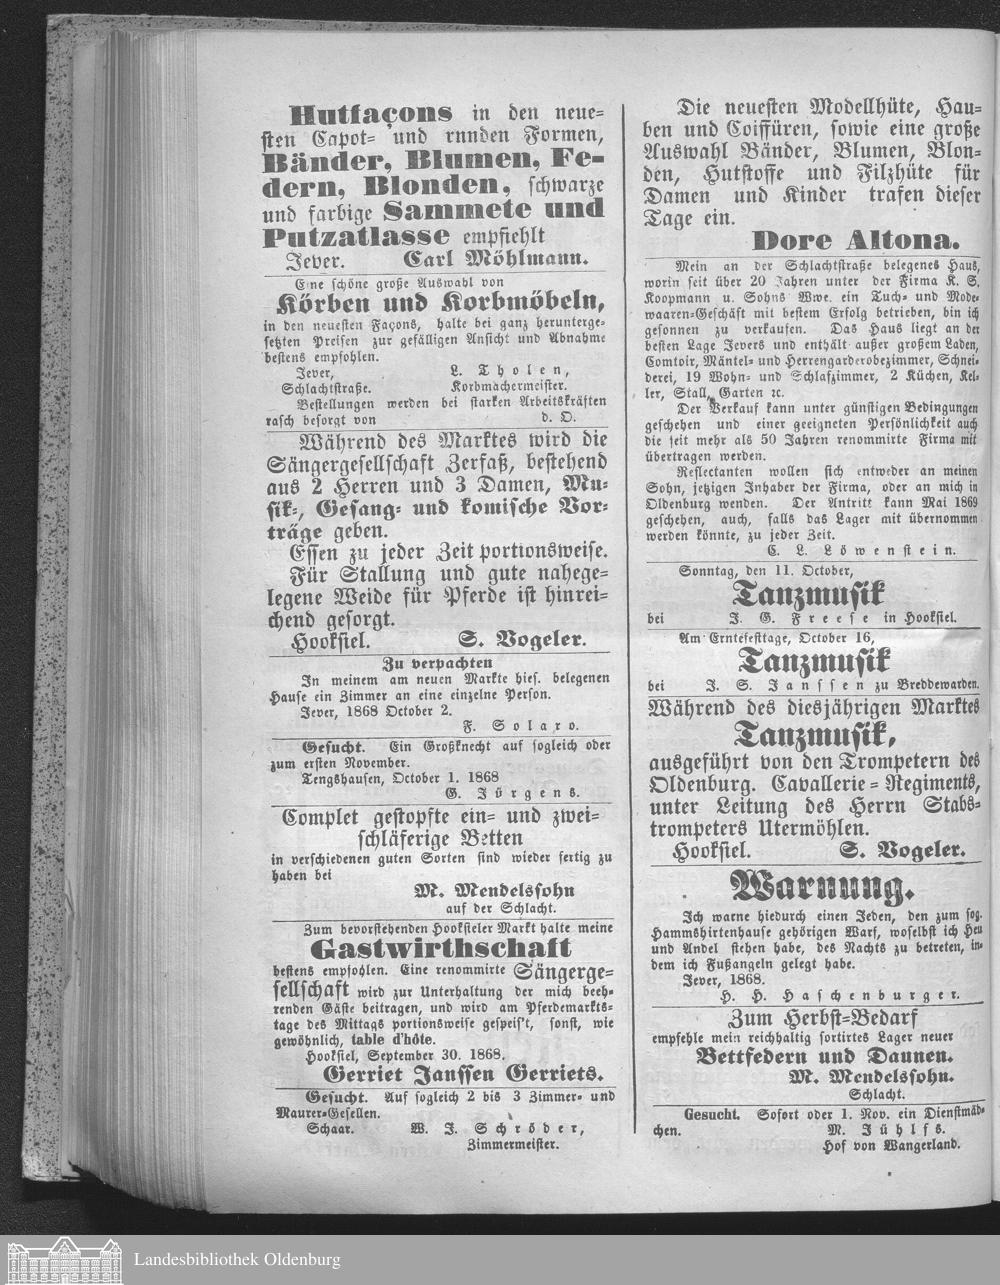 Hutfaçons in den neue=
sten Capot= und runden Formen,
Bänder, Blumen, Fe=
dern, Blonden, schwarze
und farbige Sammete und
Putzatlasse empfiehlt
Jever. Carl Möhlmann.
Eine schöne große Auswahl von
Körben und Korbmöbeln,
in den neuesten Façons, halte bei ganz herunterge=
setzten Preisen zur gefälligen Ansicht und Abnahme
bestens empfohlen.
Jever, L. Tholen,
Schlachtstraße. Korbmachermeister.
Bestellungen werden bei starken Arbeitskräften
rasch besorgt von d. O.
Während des Marktes wird die
Sängergesellschaft Zerfaß, bestehend
aus 2 Herren und 3 Damen, Mu=
sik=, Gesang= und komische Vor=
träge geben.
Essen zu jeder Zeit portionsweise.
Für Stallung und gute nahege=
legene Weide für Pferde ist hinrei=
chend gesorgt.
Hooksiel. S. Vogeler.
Zu verpachten
In meinem am neuen Markte hies. belegenen
Hause ein Zimmer an eine einzelne Person.
Jever, 1868 October 2.
F. Solaro.
Gesucht. Ein Großknecht auf sogleich oder
zum ersten November.
Tengshausen, October 1. 1868
G. Jürgens.
Complet gestopfte ein= und zwei=
schläferige Betten
in verschiedenen guten Sorten sind wieder fertig zu
haben bei
M. Mendelssohn
auf der Schlacht.
Zum bevorstehenden Hooksieler Markt halte meine
Gastwirthschaft
bestens empfohlen. Eine renommirte Sängerge=
sellschaft wird zur Unterhaltung der mich beeh=
renden Gäste beitragen, und wird am Pferdemarkts=
tage des Mittags portionsweise gespeis't, sonst, wie
gewöhnlich, table d'hôte.
Hooksiel, September 30. 1868.
Gerriet Janssen Gerriets.
Gesucht. Auf sogleich 2 bis 3 Zimmer= und
Maurer=Gesellen.
Schaar. W. J. Schröder,
Zimmermeister.
Die neuesten Modellhüte, Hau=
ben und Coiffüren, sowie eine große
Auswahl Bänder, Blumen, Blon=
den, Hutstoffe und Filzhüte für
Damen und Kinder trafen dieser
Tage ein.
Dore Altona.
Mein an der Schlachtstraße belegenes Haus,
worin seit über 20 Jahren unter der Firma K. S.
Koopmann u. Sohns Wwe. ein Tuch= und Mode=
waaren=Geschäft mit bestem Erfolg betrieben, bin ich
gesonnen zu verkaufen. Das Haus liegt an der
besten Lage Jevers und enthält außer großem Laden,
Comtoir, Mäntel= und Herrengarderobezimmer, Schnei=
derei, 19 Wohn= und Schlafzimmer, 2 Küchen, Kel=
ler, Stall, Garten ꝛc.
Der Verkauf kann unter günstigen Bedingungen
geschehen und einer geeigneten Persönlichkeit auch
die seit mehr als 50 Jahren renommirte Firma mit
übertragen werden.
Reflectanten wollen sich entweder an meinen
Sohn, jetzigen Inhaber der Firma, oder an mich in
Oldenburg wenden. Der Antritt kann Mai 1869
geschehen, auch, falls das Lager mit übernommen
werden könnte, zu jeder Zeit.
C. L. Löwenstein.
Sonntag, den 11. October,
Tanzmusik
bei J. G. Freese in Hooksiel.
Am Erntefesttage, October 16,
Tanzmusik
bei J. S. Janssen zu Breddewarden.
Während des diesjährigen Marktes
Tanzmusik,
ausgeführt von den Trompetern des
Oldenburg. Cavallerie=Regiments,
unter Leitung des Herrn Stabs=
trompeters Utermöhlen.
Hooksiel. S. Vogeler.
Warnung.
Ich warne hiedurch einen Jeden, den zum sog.
Hammshirtenhause gehörigen Warf, woselbst ich Heu
und Andel stehen habe, des Nachts zu betreten, in=
dem ich Fußangeln gelegt habe.
Jever, 1868.
H. H. Haschenburger.
Zum Herbst=Bedarf
empfehle mein reichhaltig sortirtes Lager neuer
Bettfedern und Daunen.
M. Mendelssohn.
Schlacht.
Gesucht. Sofort oder 1. Nov. ein Dienstmäd=
chen. M. Jühlfs.
Hof von Wangerland.
Landesbibliothek Oldenburg